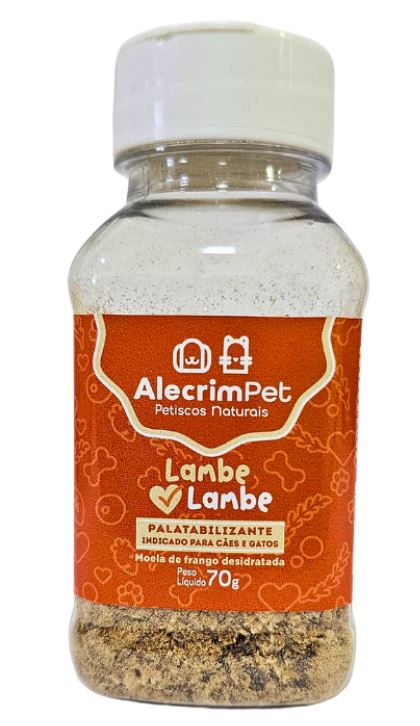 AlecrimPet
Petiscos Naturais
Lambe
Lambe
PALATABILIZANTE
INDICADO PARA CÃES E GATOS
Moela de frango desidratada
Peso
Líquido 70g